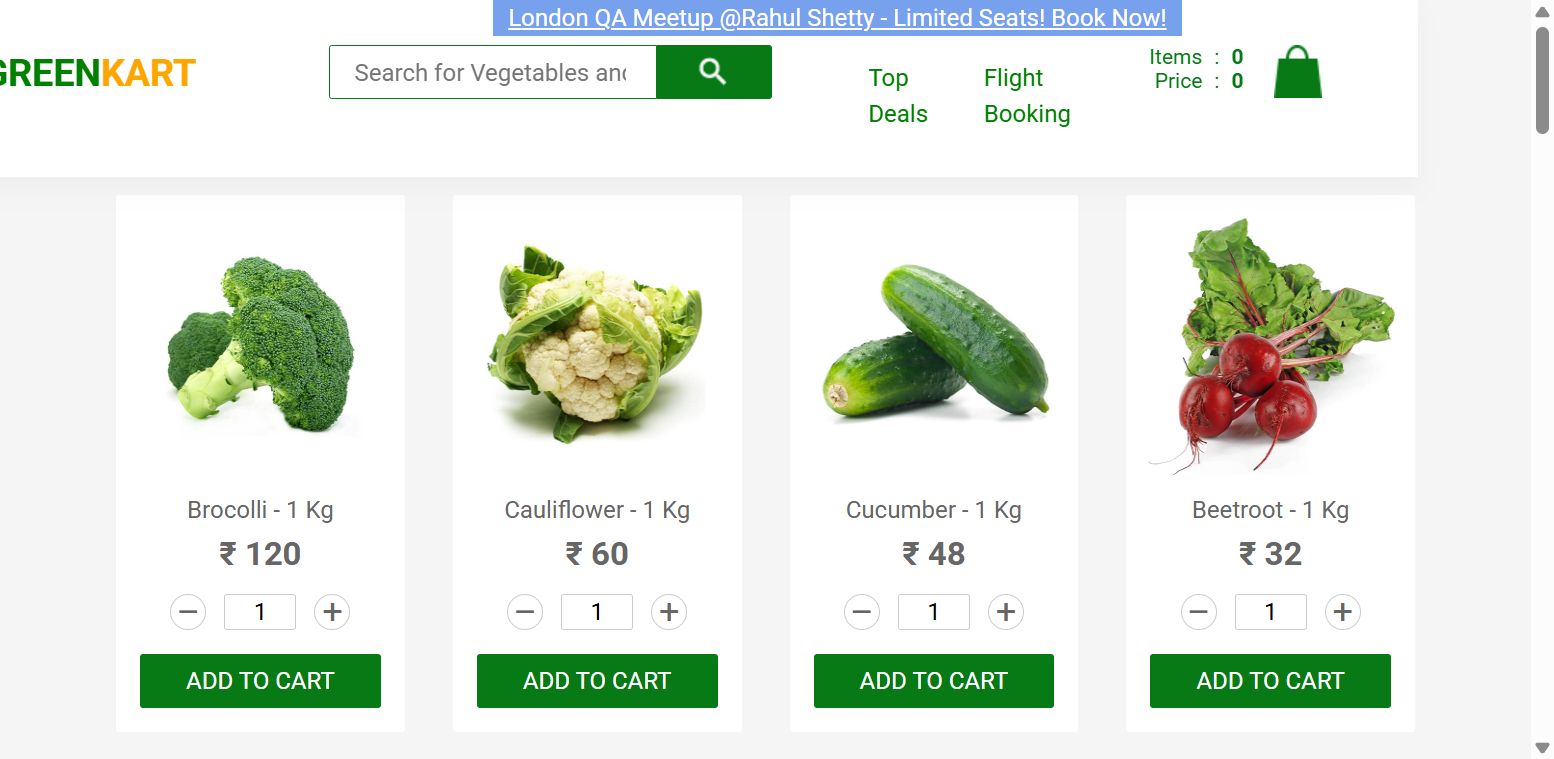 London QA Meetup @Rahul Shetty - Limited Seats! Book Now!
GREENKART
Search for Vegetables and
Top Deals
Flight Booking
Items : 0
Price : 0
Brocolli - 1 Kg
₹ 120
– 1 +
ADD TO CART
Cauliflower - 1 Kg
₹ 60
– 1 +
ADD TO CART
Cucumber - 1 Kg
₹ 48
– 1 +
ADD TO CART
Beetroot - 1 Kg
₹ 32
– 1 +
ADD TO CART